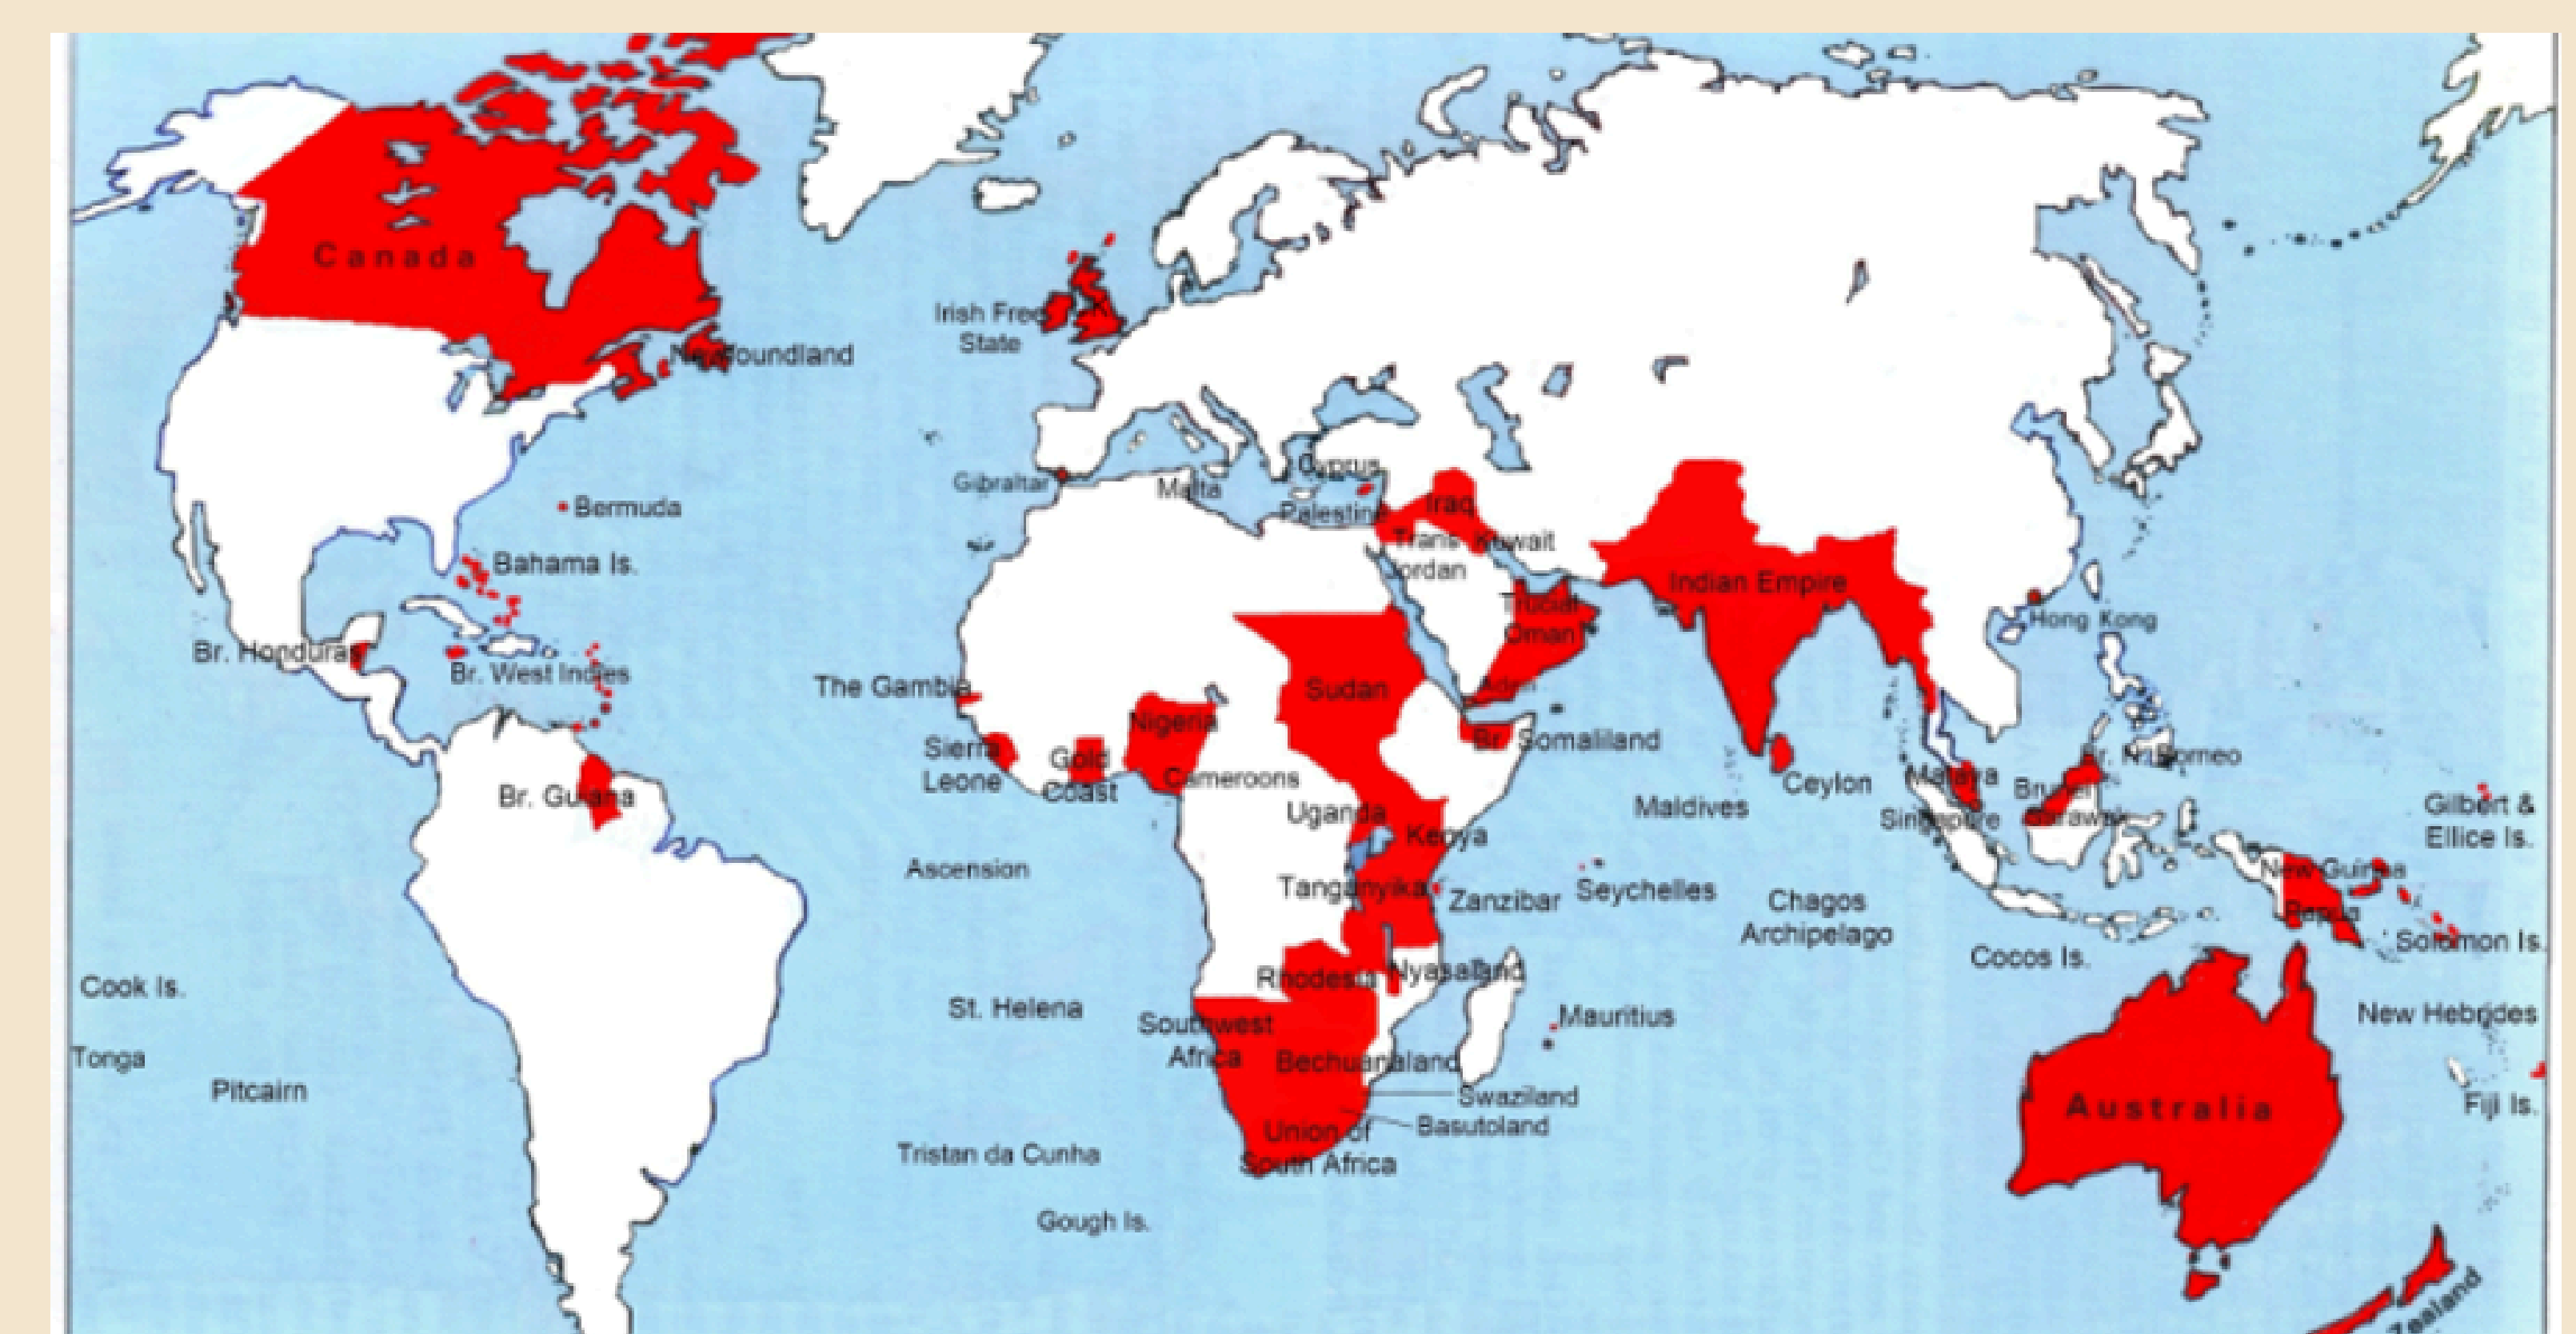 Canada
Irish Free
State
Newfoundland
Gibraltar
Malta
Cyprus
Palestine
Iraq
Trans
Jordan
Kuwait
Bermuda
Bahama Is.
Indian Empire
Trucial
Oman
Hong Kong
Br. Honduras
Br. West Indies
The Gambia
Sudan
Aden
Nigeria
Sierra
Leone
Gold
Coast
Cameroons
Br. Somaliland
Br. N. Borneo
Ceylon
Malaya
Brunei
Br. Guiana
Uganda
Kenya
Maldives
Singapore
Sarawak
Gilbert &
Ellice Is.
Ascension
Tanganyika
Zanzibar
Seychelles
Chagos
Archipelago
New Guinea
Papua
Solomon Is.
Cocos Is.
Cook Is.
Rhodesia
Nyasaland
St. Helena
Southwest
Africa
Mauritius
New Hebrides
Tonga
Pitcairn
Bechuanaland
Swaziland
Basutoland
Australia
Fiji Is.
Union of
South Africa
Tristan da Cunha
Gough Is.
Zealand